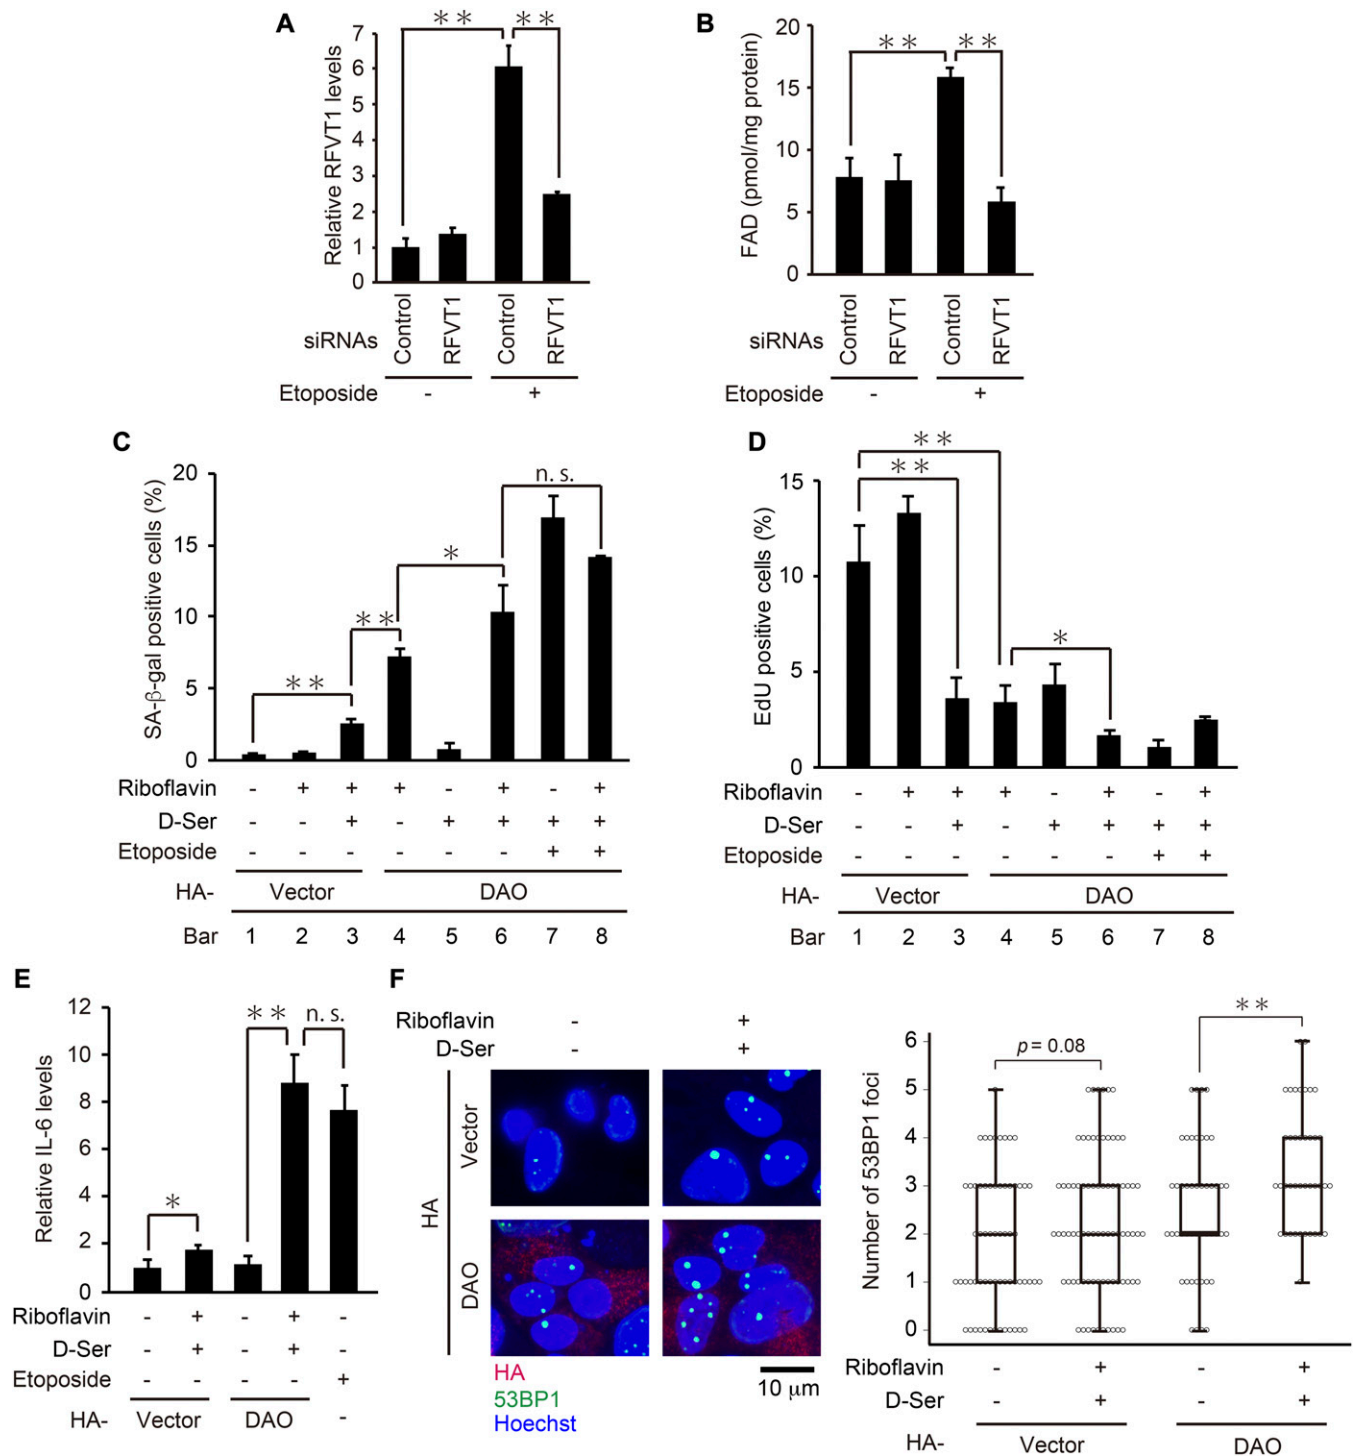 A
Relative RFVT1 levels
7
6
5
4
3
2
1
0
** **
siRNAs Control RFVT1 Control RFVT1
Etoposide - +
B
FAD (pmol/mg protein)
20
15
10
5
0
** **
siRNAs Control RFVT1 Control RFVT1
Etoposide - +
C
SA-β-gal positive cells (%)
20
15
10
5
0
** ** * n. s.
Riboflavin - + + + - + - +
D-Ser - - + - + + + +
Etoposide - - - - - - + +
HA- Vector DAO
Bar 1 2 3 4 5 6 7 8
D
EdU positive cells (%)
15
10
5
0
** ** *
Riboflavin - + + + - + - +
D-Ser - - + - + + + +
Etoposide - - - - - - + +
HA- Vector DAO
Bar 1 2 3 4 5 6 7 8
E
Relative IL-6 levels
12
10
8
6
4
2
0
* ** n. s.
Riboflavin - + - + -
D-Ser - + - + -
Etoposide - - - - +
HA- Vector DAO -
F
Riboflavin - +
D-Ser - +
HA
Vector
DAO
HA
53BP1
Hoechst
10 μm
Number of 53BP1 foci
6
5
4
3
2
1
0
p = 0.08 **
Riboflavin - + - +
D-Ser - + - +
HA- Vector DAO